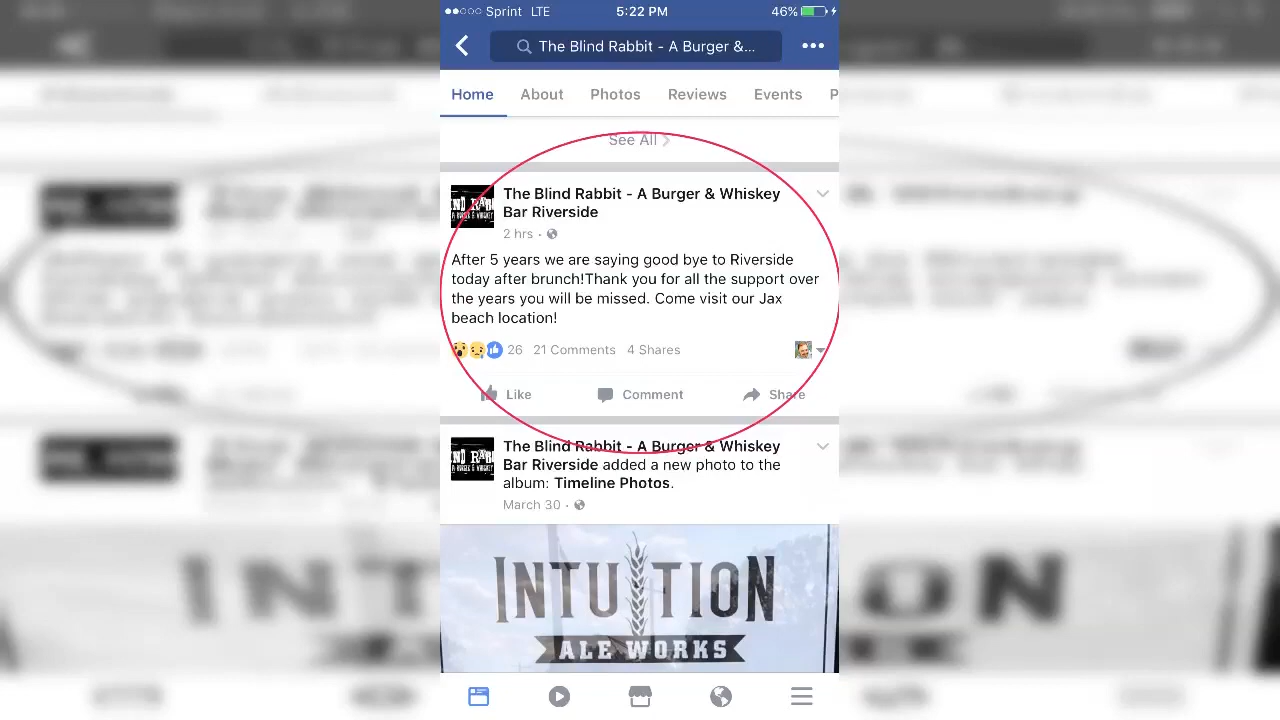 Sprint LTE 5:22 PM 46%
The Blind Rabbit - A Burger &...
Home About Photos Reviews Events P
See All
The Blind Rabbit - A Burger & Whiskey
Bar Riverside
2 hrs ·
After 5 years we are saying good bye to Riverside
today after brunch!Thank you for all the support over
the years you will be missed. Come visit our Jax
beach location!
26 21 Comments 4 Shares
Like Comment Share
The Blind Rabbit - A Burger & Whiskey
Bar Riverside added a new photo to the
album: Timeline Photos.
March 30 ·
INTUITION
ALE WORKS